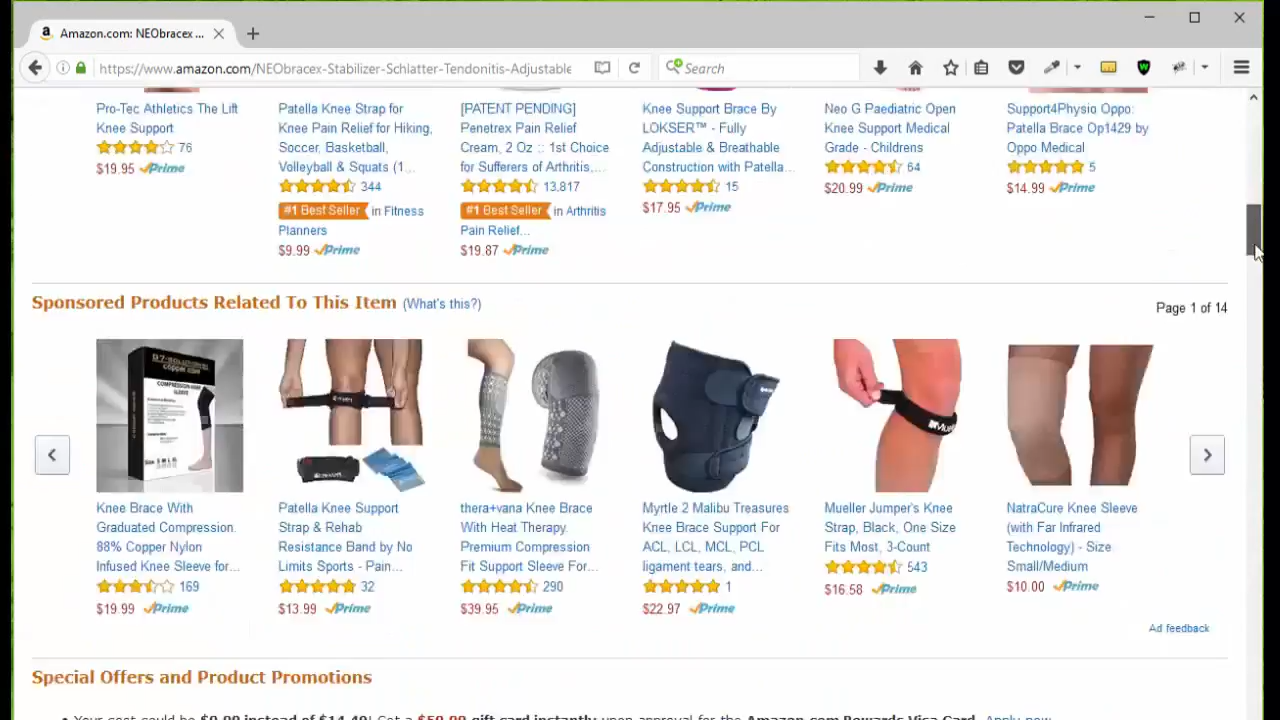 Amazon.com: NEObracex ...
https://www.amazon.com/NEObracex-Stabilizer-Schlatter-Tendonitis-Adjustable
Search
Pro-Tec Athletics The Lift
Knee Support
76
$19.95 Prime
Patella Knee Strap for
Knee Pain Relief for Hiking,
Soccer, Basketball,
Volleyball & Squats (1...
344
#1 Best Seller in Fitness
Planners
$9.99 Prime
[PATENT PENDING]
Penetrex Pain Relief
Cream, 2 Oz :: 1st Choice
for Sufferers of Arthritis,...
13,817
#1 Best Seller in Arthritis
Pain Relief...
$19.87 Prime
Knee Support Brace By
LOKSER™ - Fully
Adjustable & Breathable
Construction with Patella...
15
$17.95 Prime
Neo G Paediatric Open
Knee Support Medical
Grade - Childrens
64
$20.99 Prime
Support4Physio Oppo:
Patella Brace Op1429 by
Oppo Medical
5
$14.99 Prime
Sponsored Products Related To This Item (What's this?)
Page 1 of 14
Knee Brace With
Graduated Compression.
88% Copper Nylon
Infused Knee Sleeve for...
169
$19.99 Prime
Patella Knee Support
Strap & Rehab
Resistance Band by No
Limits Sports - Pain...
32
$13.99 Prime
thera+vana Knee Brace
With Heat Therapy.
Premium Compression
Fit Support Sleeve For...
290
$39.95 Prime
Myrtle 2 Malibu Treasures
Knee Brace Support For
ACL, LCL, MCL, PCL
ligament tears, and...
1
$22.97 Prime
Mueller Jumper's Knee
Strap, Black, One Size
Fits Most, 3-Count
543
$16.58 Prime
NatraCure Knee Sleeve
(with Far Infrared
Technology) - Size
Small/Medium
$10.00 Prime
Ad feedback
Special Offers and Product Promotions
Your cost could be $0.00 instead of $14.49! Get a $50.00 gift card instantly upon approval for the Amazon.com Rewards Visa Card. Apply now